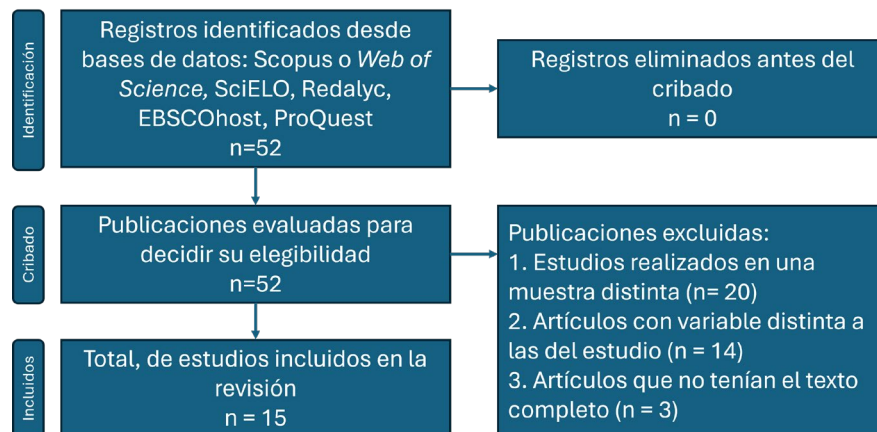 Identificación
Registros identificados desde
bases de datos: Scopus o Web of
Science, SciELO, Redalyc,
EBSCOhost, ProQuest
n=52
Registros eliminados antes del
cribado
n = 0
Cribado
Publicaciones evaluadas para
decidir su elegibilidad
n=52
Publicaciones excluidas:
1. Estudios realizados en una
muestra distinta (n= 20)
2. Artículos con variable distinta a
las del estudio (n = 14)
3. Artículos que no tenían el texto
completo (n = 3)
Incluidos
Total, de estudios incluidos en la
revisión
n = 15